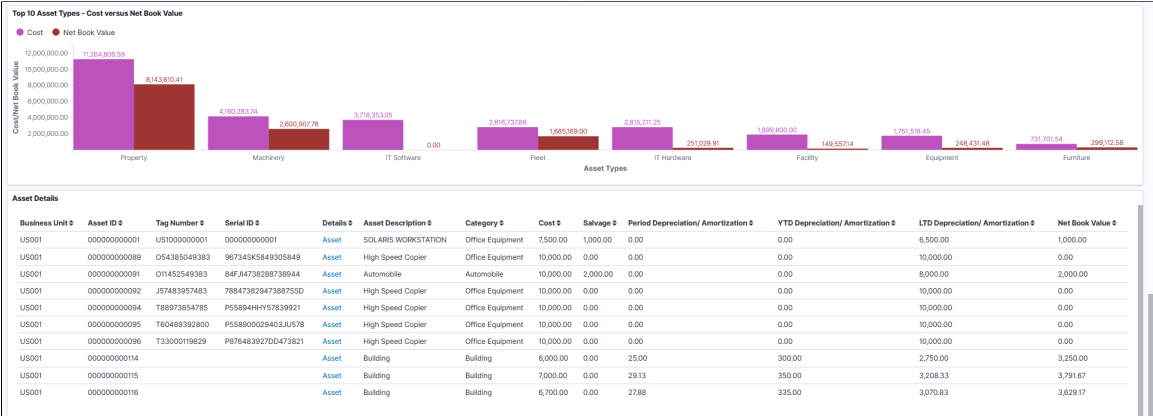 Top 10 Asset Types - Cost versus Net Book Value
Cost Net Book Value
Cost/Net Book Value
12,000,000.00
10,000,000.00
8,000,000.00
6,000,000.00
4,000,000.00
2,000,000.00
11,264,806.59 8,143,610.41 4,160,283.74 2,600,907.76 3,718,353.05 0.00 2,816,737.86 1,685,169.00 2,815,211.25 251,029.91 1,899,800.00 149,557.14 1,751,518.45 248,431.48 731,701.54 299,112.58
Property Machinery IT Software Fleet IT Hardware Facility Equipment Furniture
Asset Types
Asset Details
Business Unit Asset ID Tag Number Serial ID Details Asset Description Category Cost Salvage Period Depreciation/ Amortization YTD Depreciation/ Amortization LTD Depreciation/ Amortization Net Book Value
US001 000000000001 US1000000001 000000000001 Asset SOLARIS WORKSTATION Office Equipment 7,500.00 1,000.00 0.00 0.00 6,500.00 1,000.00
US001 000000000089 O54385049383 96734SK5849305849 Asset High Speed Copier Office Equipment 10,000.00 0.00 0.00 0.00 10,000.00 0.00
US001 000000000091 O11452549383 84FJI4738288738944 Asset Automobile Automobile 10,000.00 2,000.00 0.00 0.00 8,000.00 2,000.00
US001 000000000092 J57483957483 788473829473887SSD Asset High Speed Copier Office Equipment 10,000.00 0.00 0.00 0.00 10,000.00 0.00
US001 000000000094 T88973854785 P55894HHY57839921 Asset High Speed Copier Office Equipment 10,000.00 0.00 0.00 0.00 10,000.00 0.00
US001 000000000095 T60489392800 P558900029403JU578 Asset High Speed Copier Office Equipment 10,000.00 0.00 0.00 0.00 10,000.00 0.00
US001 000000000096 T33000119829 P876483927DD473821 Asset High Speed Copier Office Equipment 10,000.00 0.00 0.00 0.00 10,000.00 0.00
US001 000000000114 Asset Building Building 6,000.00 0.00 25.00 300.00 2,750.00 3,250.00
US001 000000000115 Asset Building Building 7,000.00 0.00 29.13 350.00 3,208.33 3,791.67
US001 000000000116 Asset Building Building 6,700.00 0.00 27.88 335.00 3,070.83 3,629.17